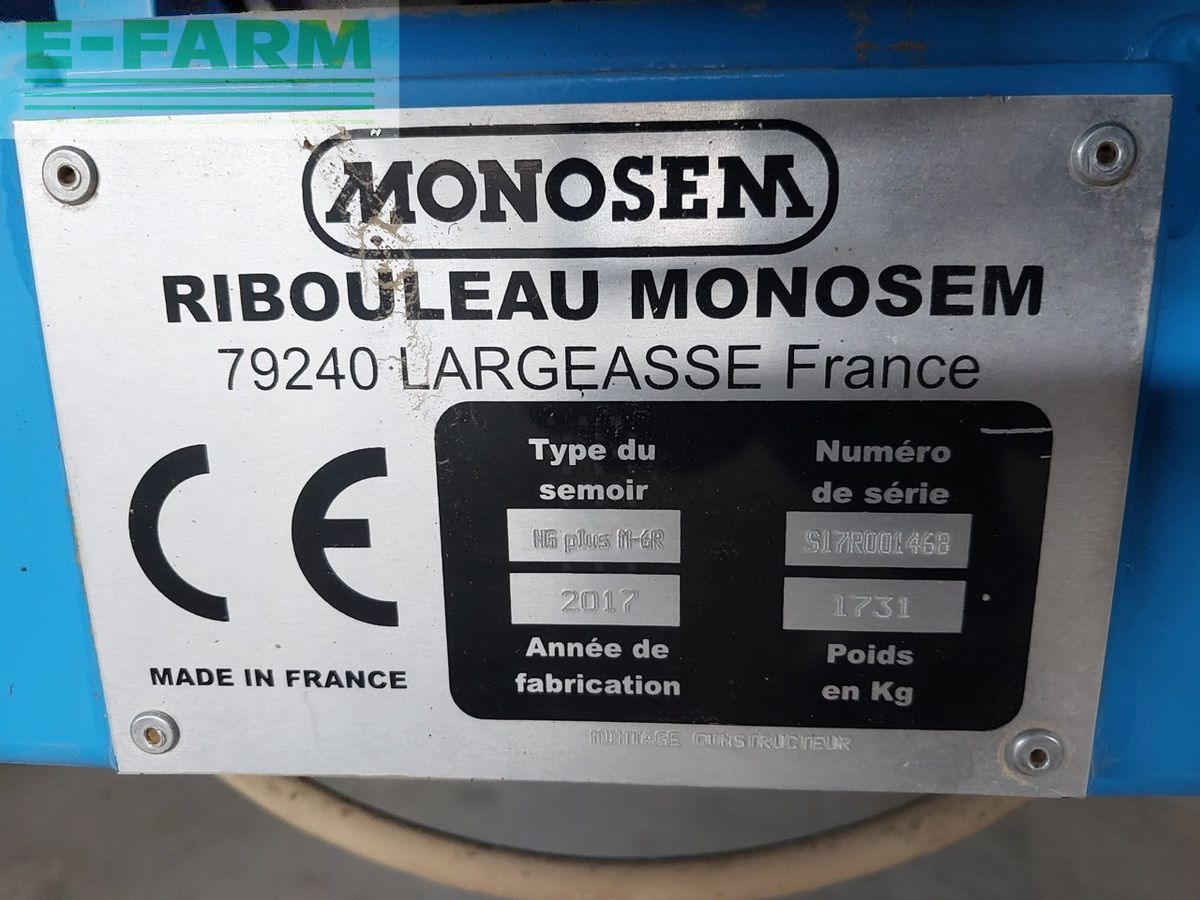 E-FARM
MONOSEM
RIBOULEAU MONOSEM
79240 LARGEASSE France
CE
MADE IN FRANCE
Type du
semoir
NG plus M-6R
2017
Année de
fabrication
Numéro
de série
S17R001468
1731
Poids
en Kg
MONTAGE CONSTRUCTEUR